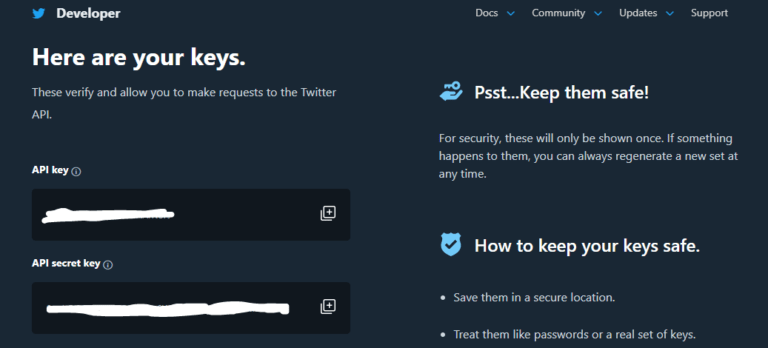 Developer
Docs
Community
Updates
Support
Here are your keys.
These verify and allow you to make requests to the Twitter
API.
API key
API secret key
Psst...Keep them safe!
For security, these will only be shown once. If something
happens to them, you can always regenerate a new set at
any time.
How to keep your keys safe.
Save them in a secure location.
Treat them like passwords or a real set of keys.